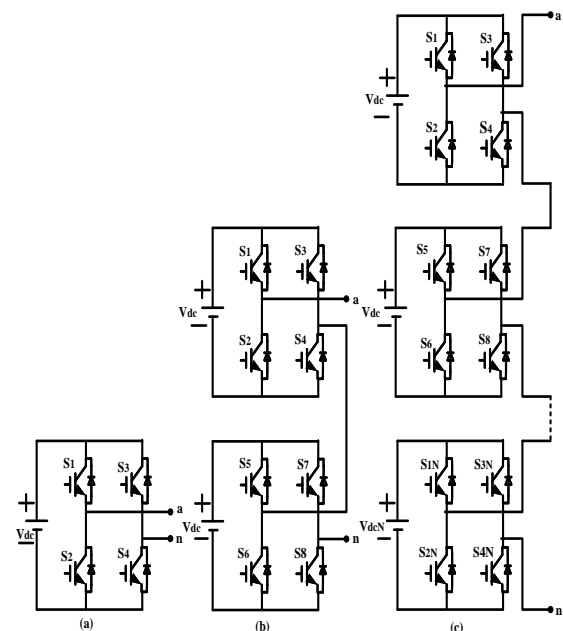 S1 S3 a
+
Vdc
−
S2 S4
S1 S3
+
a
Vdc
−
S2 S4
S5 S7
+
Vdc
−
S6 S8
S1 S3
+
a
Vdc
−
n
S2 S4
S5 S7
+
Vdc
−
n
S6 S8
S1N S3N
+
VdcN
−
S2N S4N
n
(a) (b) (c)